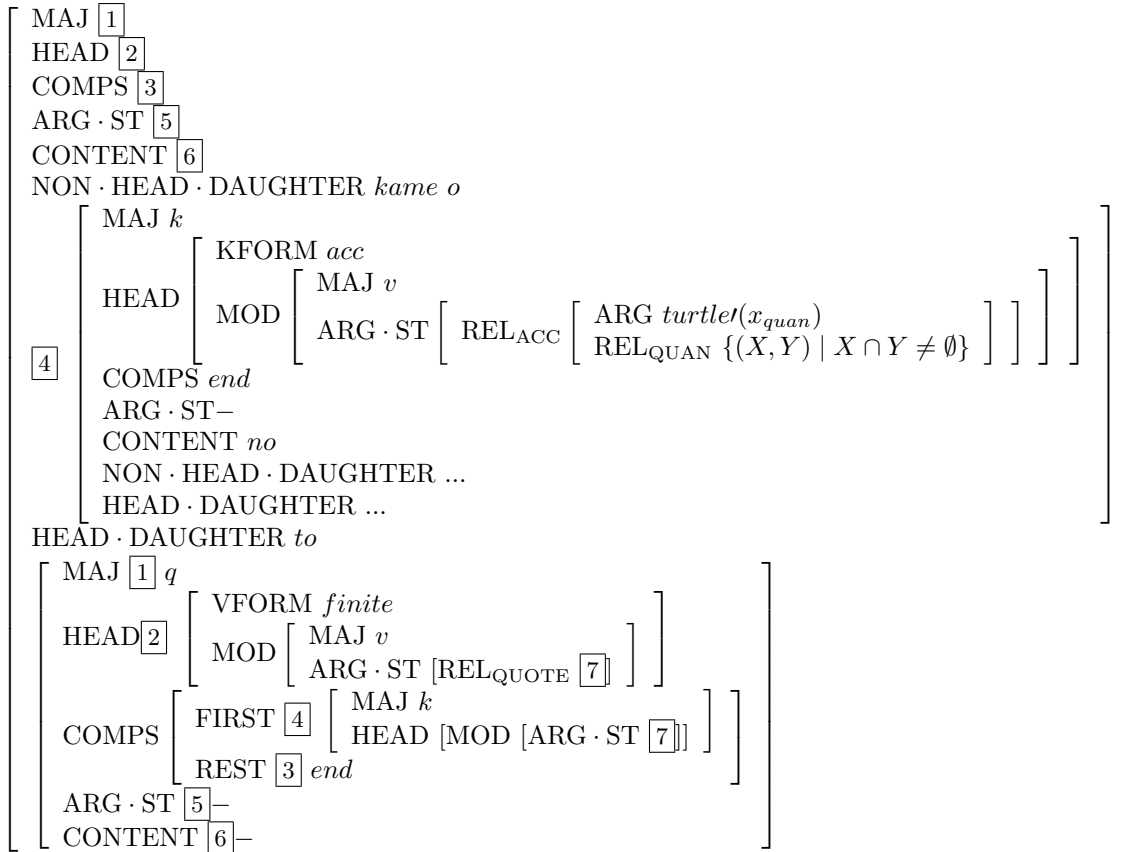 MAJ 1
HEAD 2
COMPS 3
ARG · ST 5
CONTENT 6
NON · HEAD · DAUGHTER kame o
MAJ k
KFORM acc
HEAD MOD MAJ v
ARG · ST REL_ACC ARG turtle′(x_quan)
REL_QUAN {(X, Y) | X ∩ Y ≠ ∅}
4
COMPS end
ARG · ST−
CONTENT no
NON · HEAD · DAUGHTER ...
HEAD · DAUGHTER ...
HEAD · DAUGHTER to
MAJ 1 q
VFORM finite
HEAD 2 MOD MAJ v
ARG · ST [REL_QUOTE 7]
COMPS FIRST 4 MAJ k
HEAD [MOD [ARG · ST 7]]
REST 3 end
ARG · ST 5 −
CONTENT 6 −